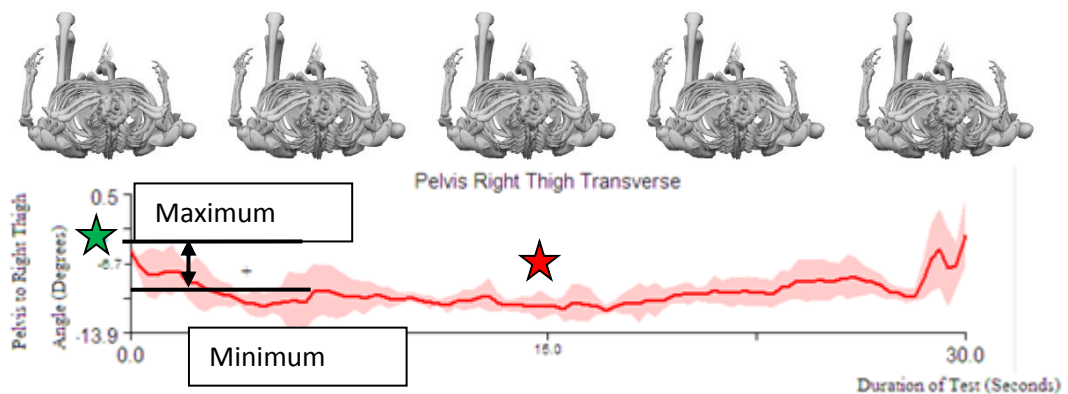 Pelvis Right Thigh Transverse
Pelvis to Right Thigh
Angle (Degrees)
0.5
Maximum
-6.7
-13.9
Minimum
0.0
15.0
30.0
Duration of Test (Seconds)